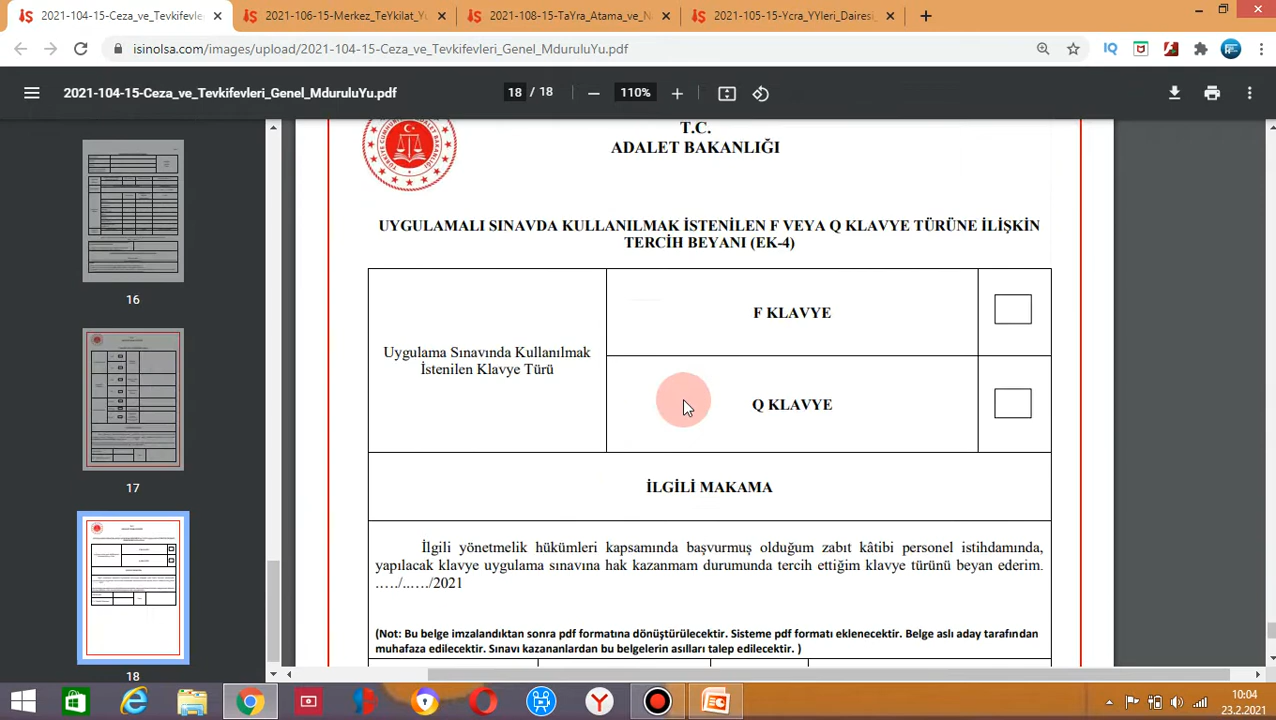 2021-104-15-Ceza_ve_Tevkifevle
2021-106-15-Merkez_TeYkilat_Yu
2021-108-15-TaYra_Atama_ve_N
2021-105-15-Ycra_YYleri_Dairesi_
isinolsa.com/images/upload/2021-104-15-Ceza_ve_Tevkifevleri_Genel_MduruluYu.pdf
IQ
2021-104-15-Ceza_ve_Tevkifevleri_Genel_MduruluYu.pdf
18 / 18
110%
16
17
18
T.C.
ADALET BAKANLIĞI
UYGULAMALI SINAVDA KULLANILMAK İSTENİLEN F VEYA Q KLAVYE TÜRÜNE İLİŞKİN
TERCİH BEYANI (EK-4)
Uygulama Sınavında Kullanılmak
İstenilen Klavye Türü
F KLAVYE
Q KLAVYE
İLGİLİ MAKAMA
İlgili yönetmelik hükümleri kapsamında başvurmuş olduğum zabıt kâtibi personel istihdamında,
yapılacak klavye uygulama sınavına hak kazanmam durumunda tercih ettiğim klavye türünü beyan ederim.
…../..…./2021
(Not: Bu belge imzalandıktan sonra pdf formatına dönüştürülecektir. Sisteme pdf formatı eklenecektir. Belge aslı aday tarafından
muhafaza edilecektir. Sınavı kazananlardan bu belgelerin asılları talep edilecektir. )
10:04
23.2.2021